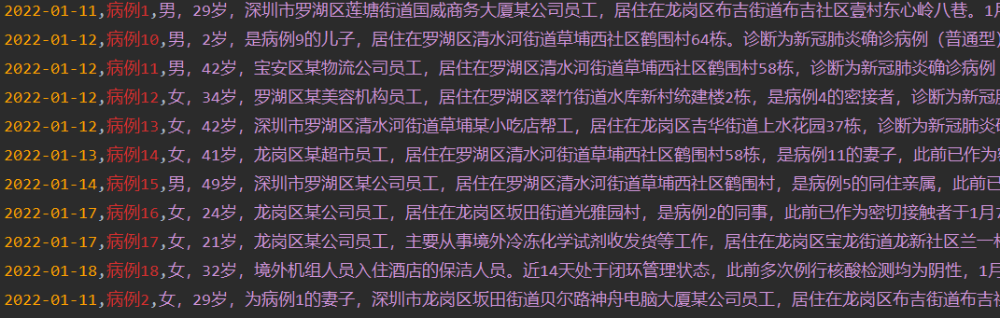 2022-01-11,病例1,男，29岁，深圳市罗湖区莲塘街道国威商务大厦某公司员工，居住在龙岗区布吉街道布吉社区壹村东心岭八巷。1月
2022-01-12,病例10,男，2岁，是病例9的儿子，居住在罗湖区清水河街道草埔西社区鹤围村64栋。诊断为新冠肺炎确诊病例（普通型）
2022-01-12,病例11,男，42岁，宝安区某物流公司员工，居住在罗湖区清水河街道草埔西社区鹤围村58栋，诊断为新冠肺炎确诊病例
2022-01-12,病例12,女，34岁，罗湖区某美容机构员工，居住在罗湖区翠竹街道水库新村统建楼2栋，是病例4的密接者，诊断为新冠肺
2022-01-12,病例13,女，42岁，深圳市罗湖区清水河街道草埔某小吃店帮工，居住在龙岗区吉华街道上水花园37栋，诊断为新冠肺炎确
2022-01-13,病例14,女，41岁，龙岗区某超市员工，居住在罗湖区清水河街道草埔西社区鹤围村58栋，是病例11的妻子，此前已作为密
2022-01-14,病例15,男，49岁，深圳市罗湖区某公司员工，居住在罗湖区清水河街道草埔西社区鹤围村，是病例5的同住亲属，此前已
2022-01-17,病例16,女，24岁，龙岗区某公司员工，居住在龙岗区坂田街道光雅园村，是病例2的同事，此前已作为密切接触者于1月7
2022-01-17,病例17,女，21岁，龙岗区某公司员工，主要从事境外冷冻化学试剂收发货等工作，居住在龙岗区宝龙街道龙新社区兰一村
2022-01-18,病例18,女，32岁，境外机组人员入住酒店的保洁人员。近14天处于闭环管理状态，此前多次例行核酸检测均为阴性，1月
2022-01-11,病例2,女，29岁，为病例1的妻子，深圳市龙岗区坂田街道贝尔路神舟电脑大厦某公司员工，居住在龙岗区布吉街道布吉社